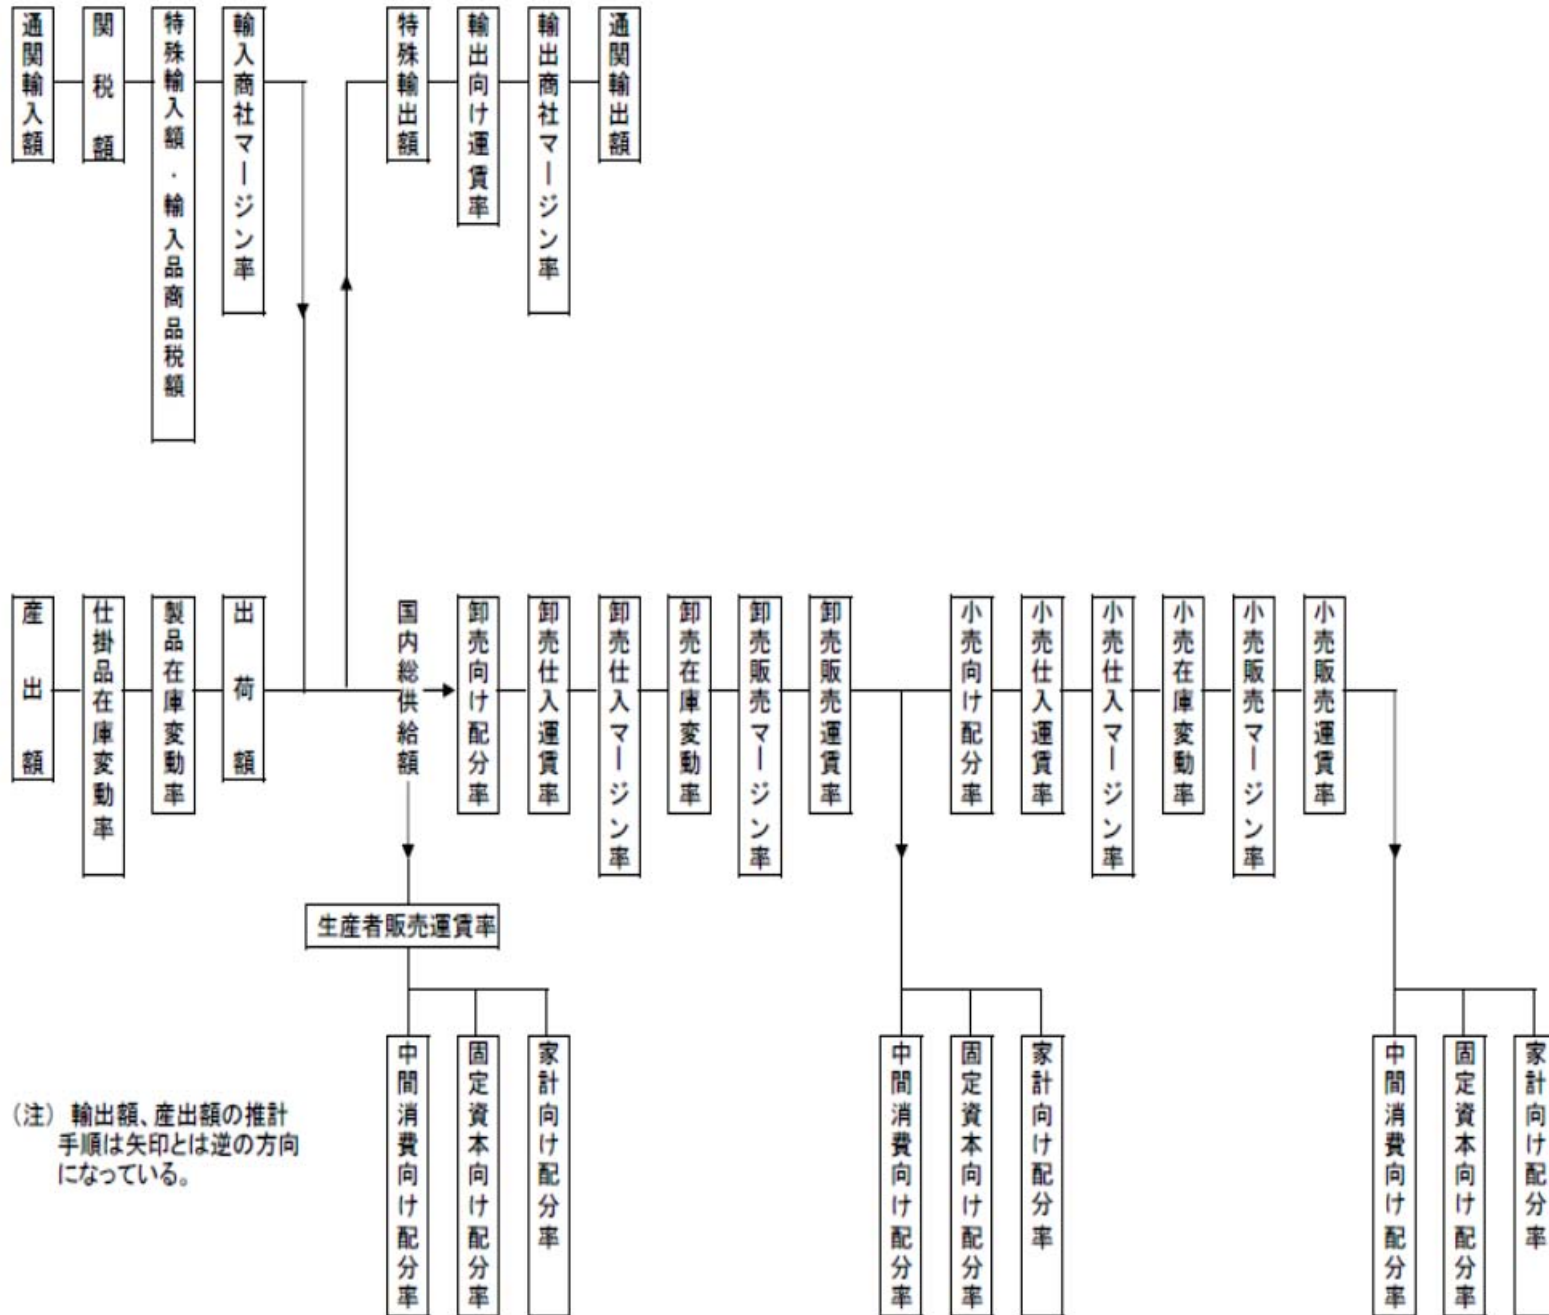 通関輸入額
関税額
特殊輸入額・輸入品商品税額
輸入商社マージン率
特殊輸出額
輸出向け運賃率
輸出商社マージン率
通関輸出額
産出額
仕掛品在庫変動率
製品在庫変動率
出荷額
国内総供給額
卸売向け配分率
卸売仕入運賃率
卸売仕入マージン率
卸売在庫変動率
卸売販売マージン率
卸売販売運賃率
小売向け配分率
小売仕入運賃率
小売仕入マージン率
小売在庫変動率
小売販売マージン率
小売販売運賃率
生産者販売運賃率
中間消費向け配分率
固定資本向け配分率
家計向け配分率
中間消費向け配分率
固定資本向け配分率
家計向け配分率
中間消費向け配分率
固定資本向け配分率
家計向け配分率
(注) 輸出額、産出額の推計
手順は矢印とは逆の方向
になっている。